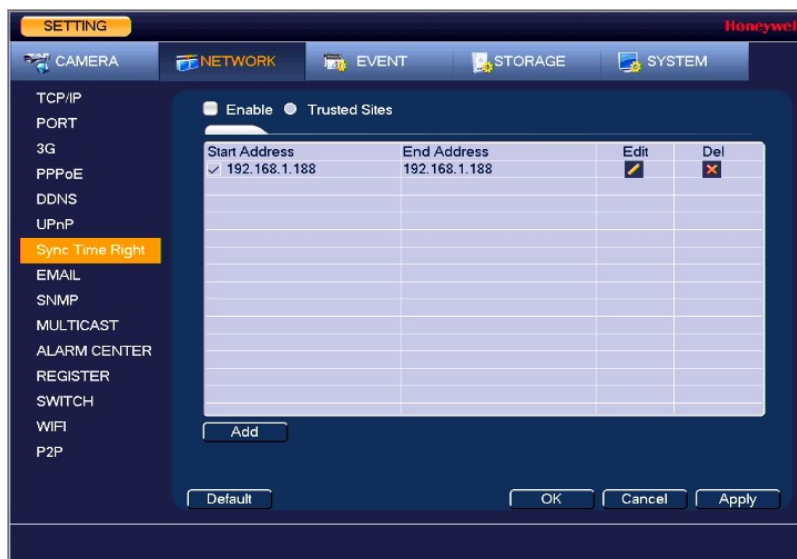 SETTING
Honeywell
CAMERA NETWORK EVENT STORAGE SYSTEM
TCP/IP
PORT
3G
PPPoE
DDNS
UPnP
Sync Time Right
EMAIL
SNMP
MULTICAST
ALARM CENTER
REGISTER
SWITCH
WIFI
P2P
Enable Trusted Sites
Start Address End Address Edit Del
192.168.1.188 192.168.1.188
Add
Default OK Cancel Apply